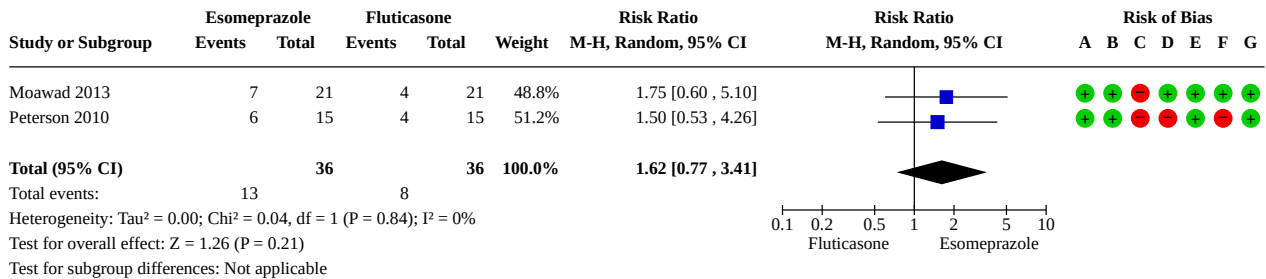 Esomeprazole Fluticasone Risk Ratio Risk Ratio Risk of Bias
Study or Subgroup Events Total Events Total Weight M-H, Random, 95% CI M-H, Random, 95% CI A B C D E F G
Moawad 2013 7 21 4 21 48.8% 1.75 [0.60 , 5.10] + + − + + + +
Peterson 2010 6 15 4 15 51.2% 1.50 [0.53 , 4.26] + + − − + − +
Total (95% CI) 36 36 100.0% 1.62 [0.77 , 3.41]
Total events: 13 8
Heterogeneity: Tau² = 0.00; Chi² = 0.04, df = 1 (P = 0.84); I² = 0%
0.1 0.2 0.5 1 2 5 10
Test for overall effect: Z = 1.26 (P = 0.21) Fluticasone Esomeprazole
Test for subgroup differences: Not applicable